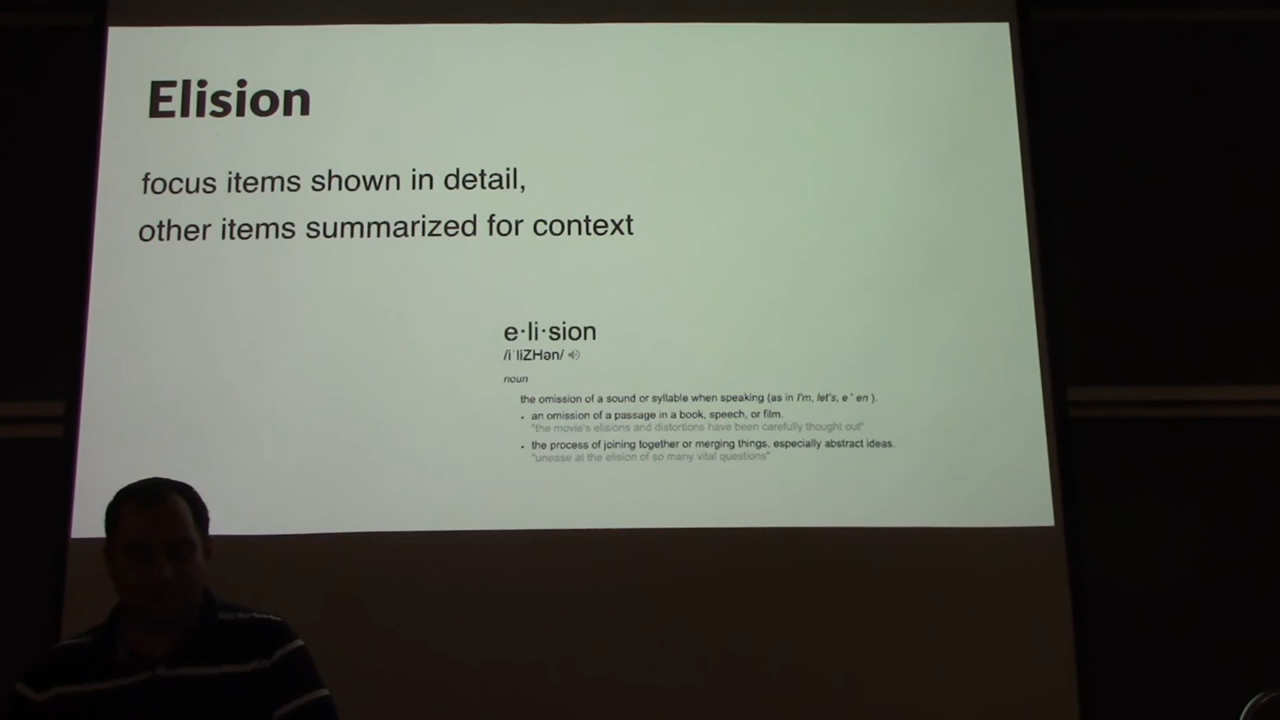 Elision
focus items shown in detail,
other items summarized for context
e·li·sion
/iˈliZHən/
noun
the omission of a sound or syllable when speaking (as in I'm, let's, e ' en ).
• an omission of a passage in a book, speech, or film.
"the movie's elisions and distortions have been carefully thought out"
• the process of joining together or merging things, especially abstract ideas.
"unease at the elision of so many vital questions"